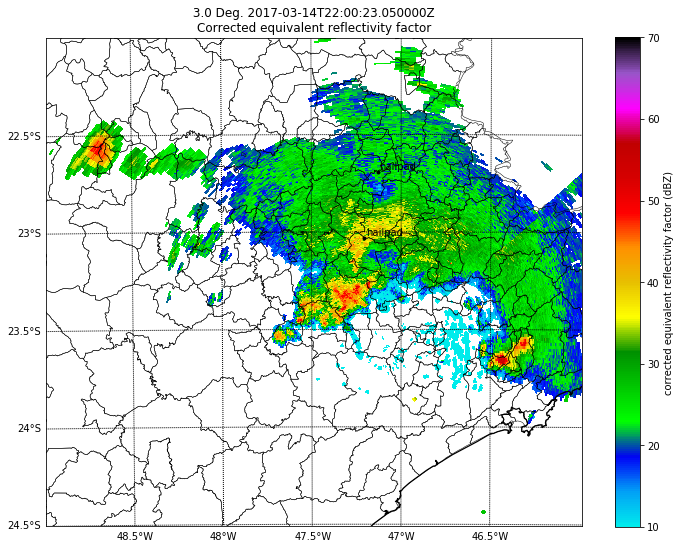 3.0 Deg. 2017-03-14T22:00:23.050000Z
Corrected equivalent reflectivity factor
70
60
50
40
30
20
10
corrected equivalent reflectivity factor (dBZ)
22.5°S
23°S
23.5°S
24°S
24.5°S
hailpad
hailpad
48.5°W
48°W
47.5°W
47°W
46.5°W